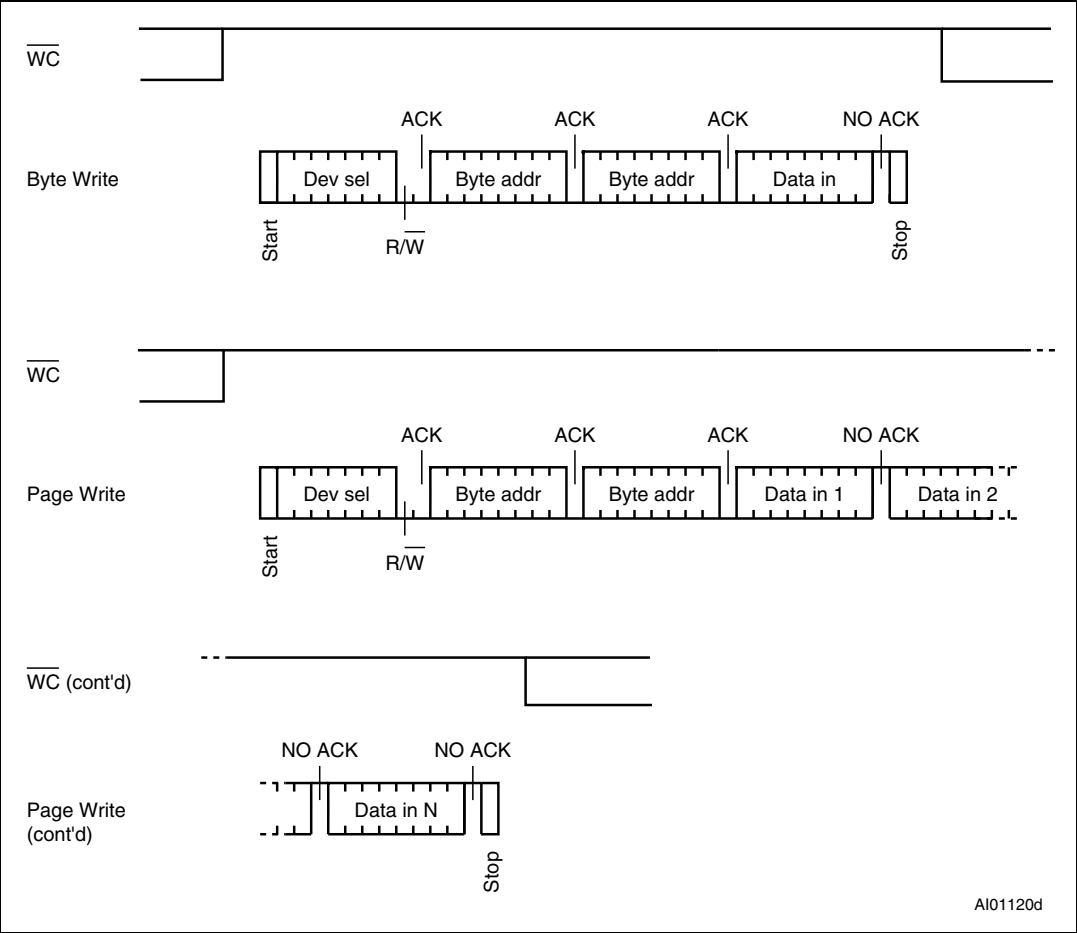 WC
ACK ACK ACK NO ACK
Byte Write
Dev sel Byte addr Byte addr Data in
Start R/W Stop
WC
ACK ACK ACK NO ACK
Page Write
Dev sel Byte addr Byte addr Data in 1 Data in 2
Start R/W
WC (cont'd)
NO ACK NO ACK
Page Write
(cont'd)
Data in N
Stop
AI01120d